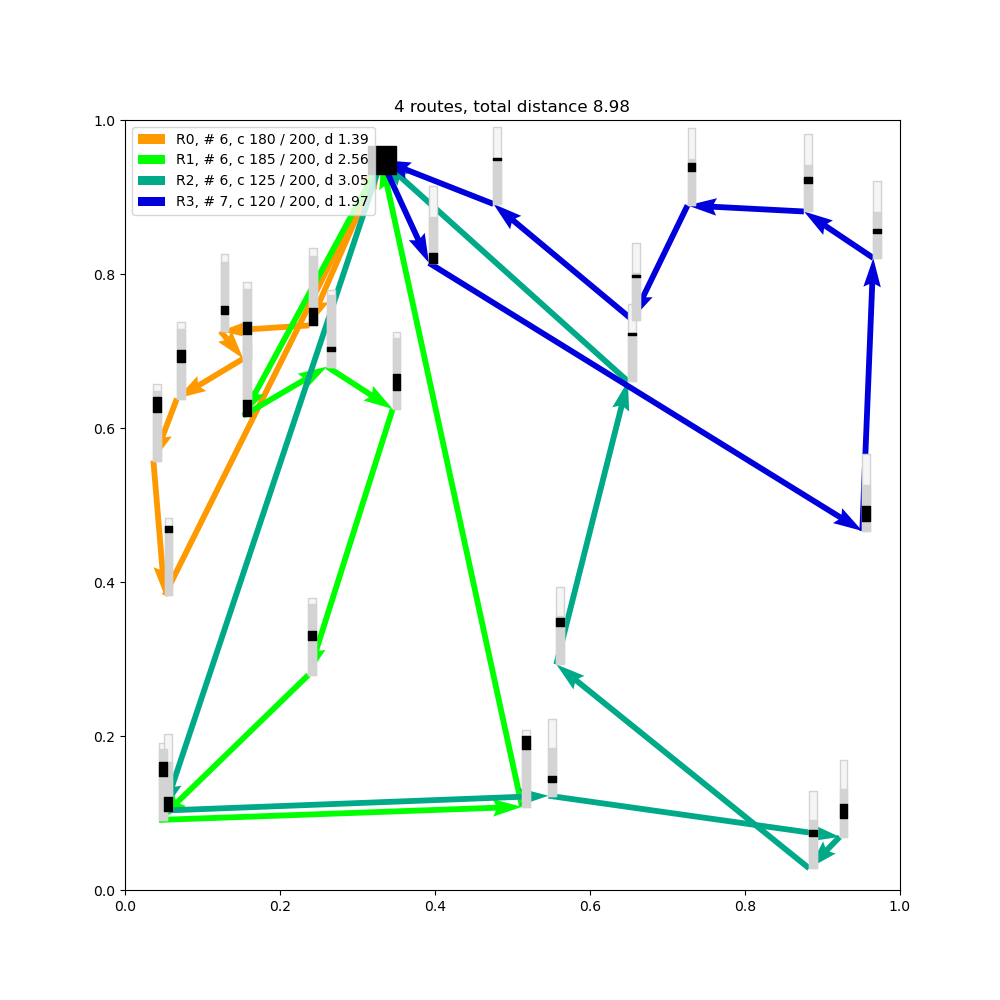 4 routes, total distance 8.98
R0, # 6, c 180 / 200, d 1.39
R1, # 6, c 185 / 200, d 2.56
R2, # 6, c 125 / 200, d 3.05
R3, # 7, c 120 / 200, d 1.97
1.0
0.8
0.6
0.4
0.2
0.0
0.0 0.2 0.4 0.6 0.8 1.0